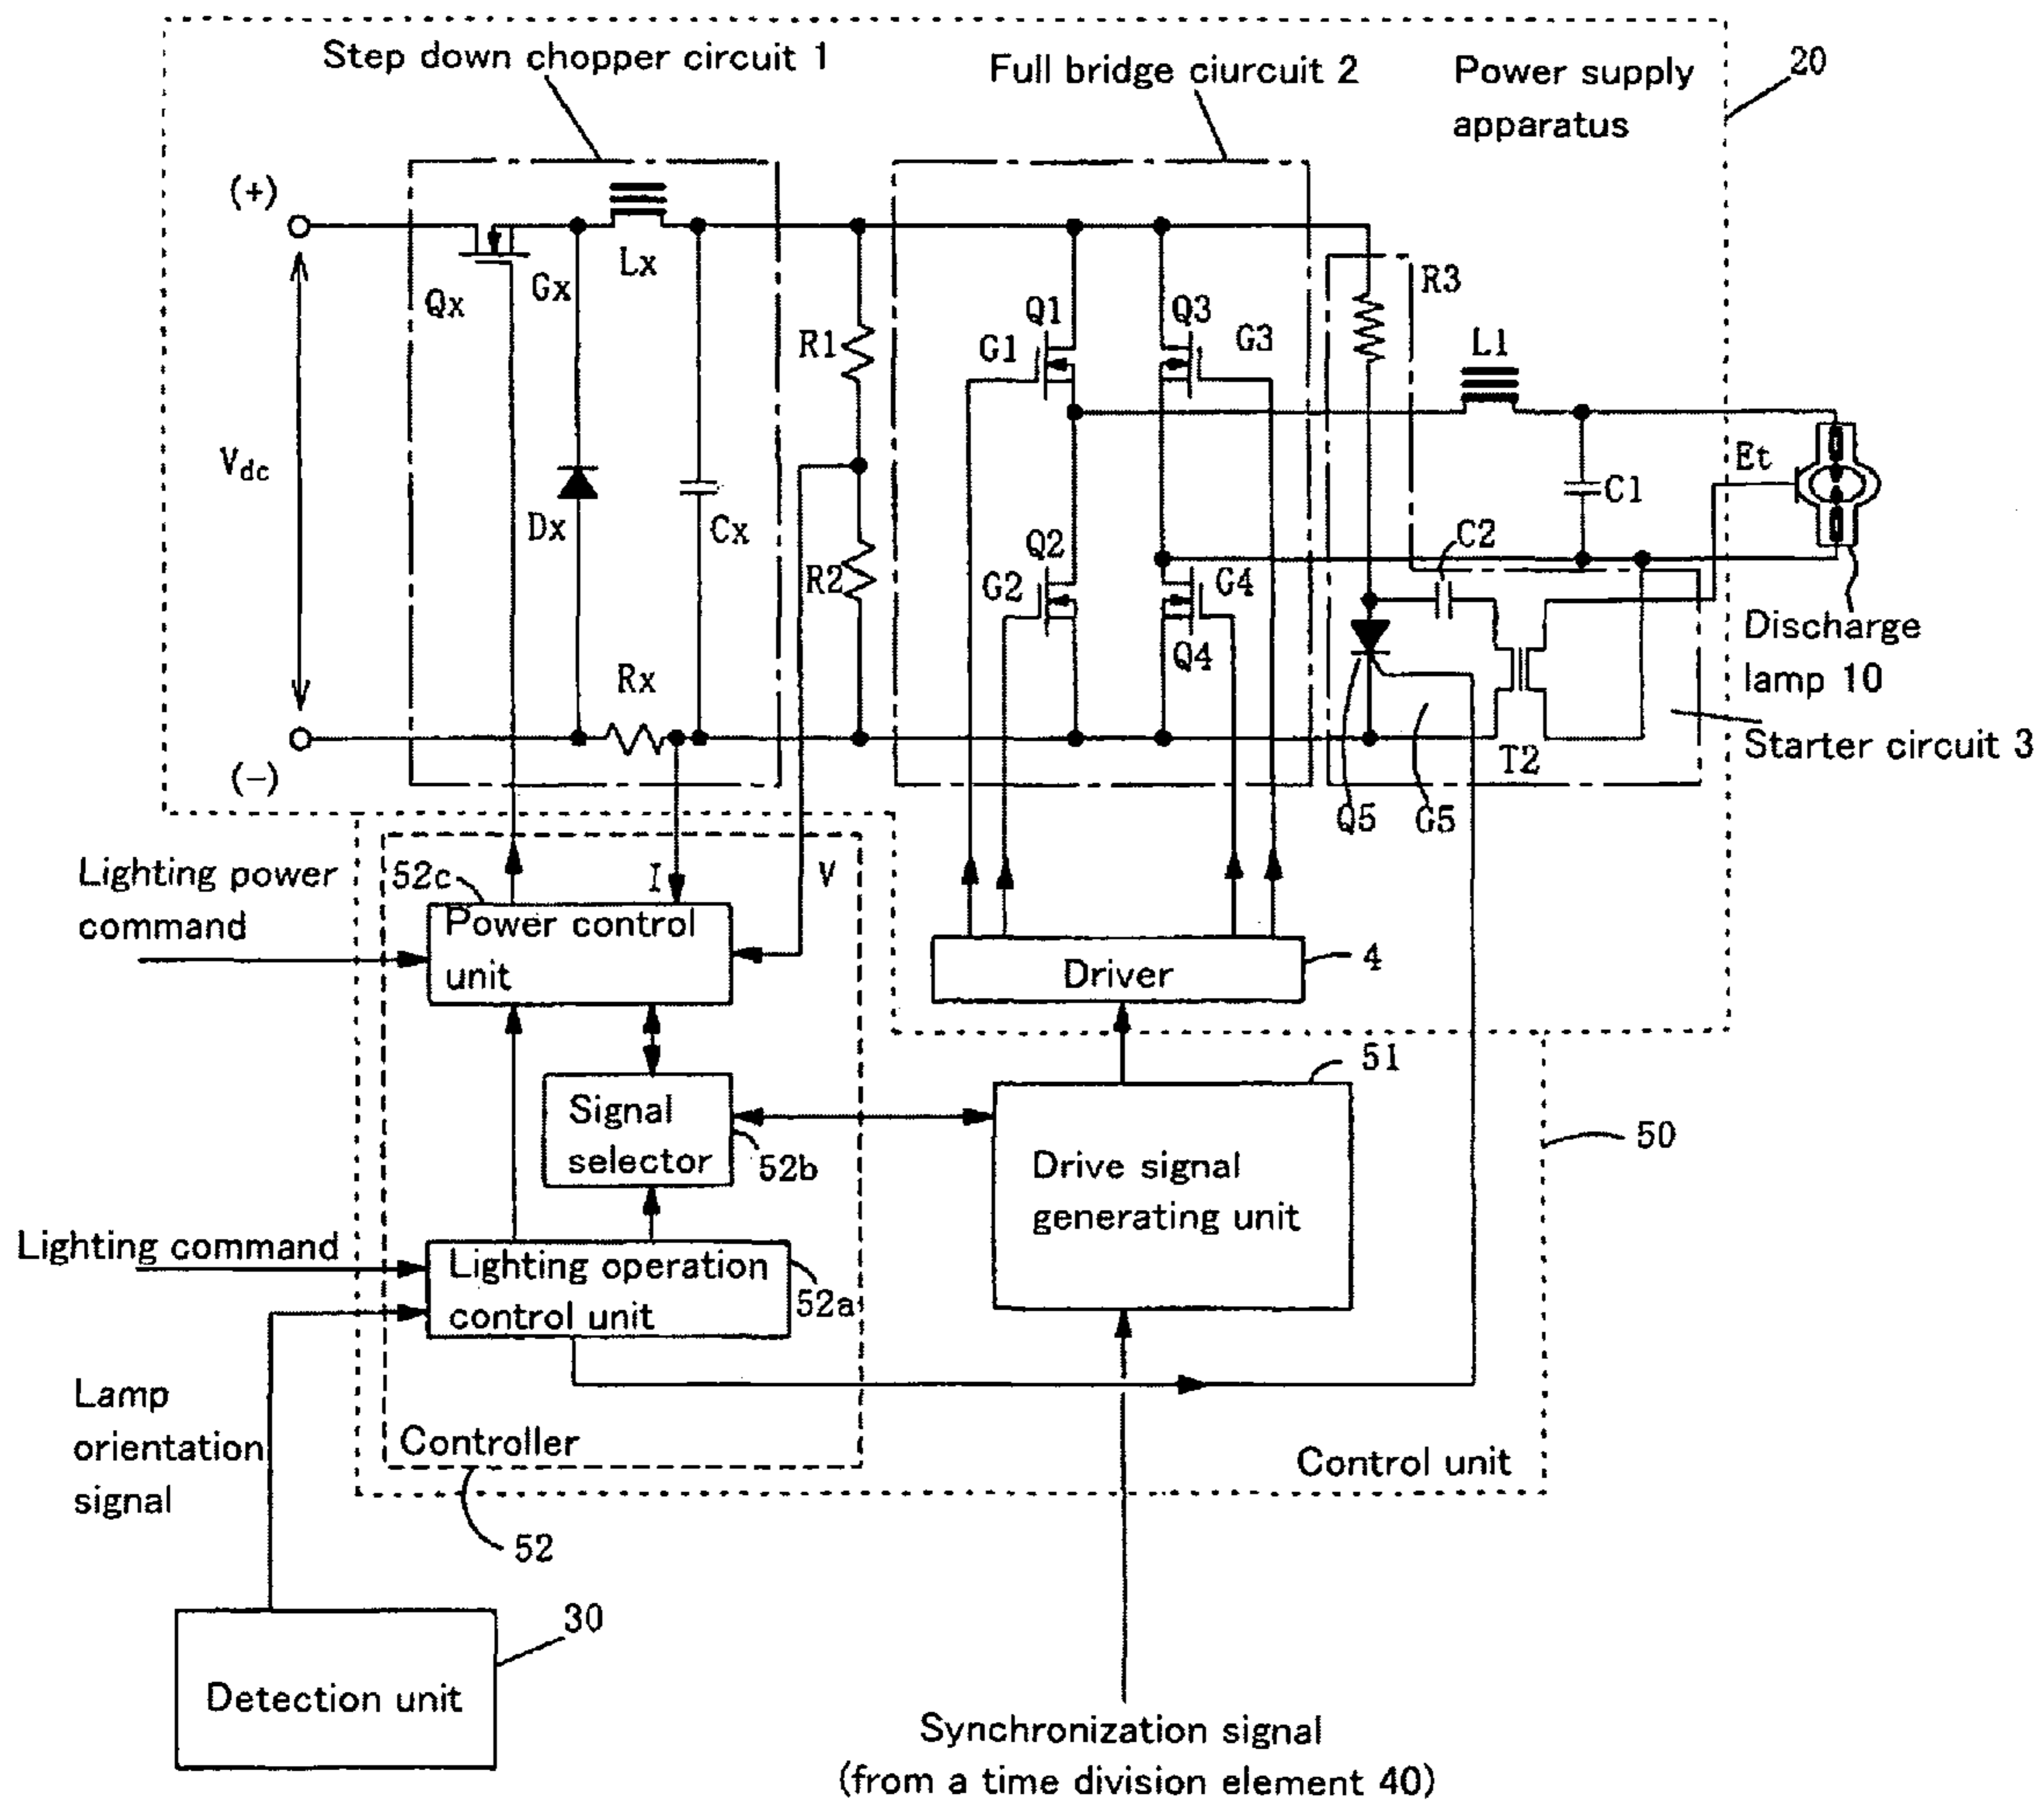 Step down chopper circuit 1
Full bridge ciurcuit 2
Power supply
apparatus
20
(+)
Lx
Gx
Qx
R3
Q1
Q3
G1
G3
R1
L1
Vdc
Et
C1
Dx
Cx
C2
Q2
R2
G2
G4
Q4
Discharge
lamp 10
Rx
Starter circuit 3
T2
(-)
Q5
G5
Lighting power
command
52c
I
V
Power control
unit
4
Driver
51
Signal
selector
52b
50
Drive signal
generating unit
Lighting command
Lighting operation
control unit
52a
Lamp
orientation
signal
Controller
Control unit
52
30
Detection unit
Synchronization signal
(from a time division element 40)